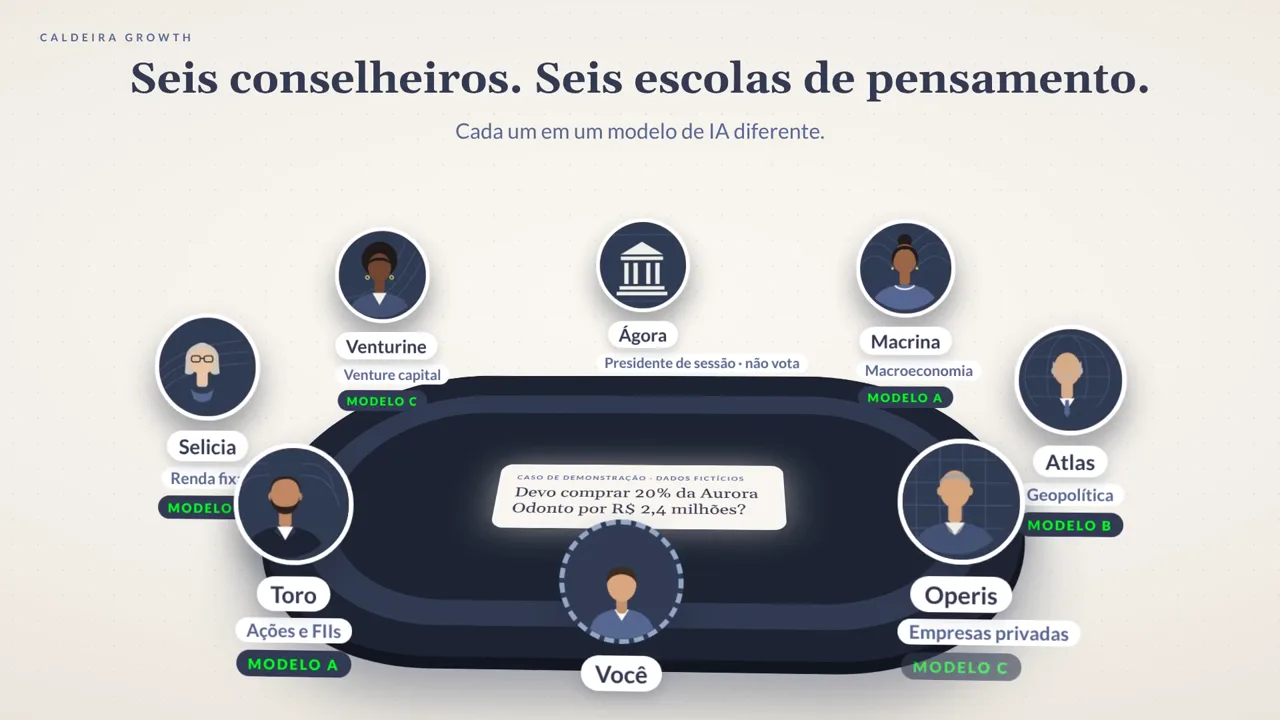 CALDEIRA GROWTH
Seis conselheiros. Seis escolas de pensamento.
Cada um em um modelo de IA diferente.
Ágora
Presidente de sessão · não vota
Venturine
Venture capital
MODELO C
Macrina
Macroeconomia
MODELO A
Selicia
Renda
MODELO
Atlas
Geopolítica
MODELO B
CASO DE DEMONSTRAÇÃO · DADOS FICTÍCIOS
Devo comprar 20% da Aurora
Odonto por R$ 2,4 milhões?
Toro
Ações e FIIs
MODELO A
Operis
Empresas privadas
MODELO C
Você